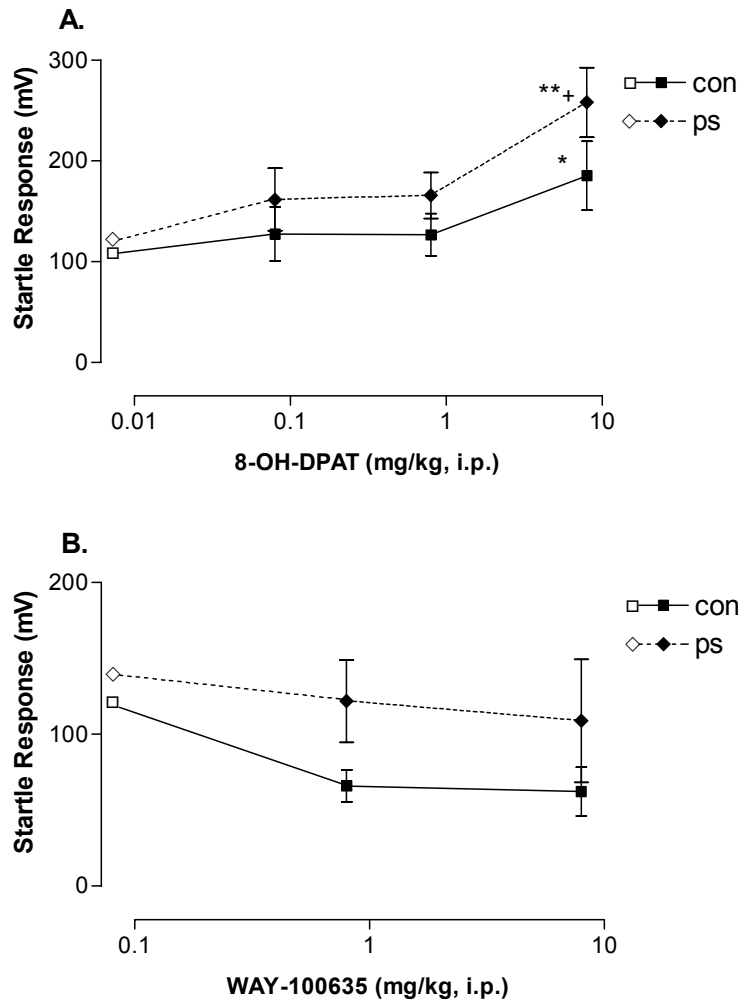 A.
300
200
100
0
Startle Response (mV)
**+
*
con
ps
0.01 0.1 1 10
8-OH-DPAT (mg/kg, i.p.)
B.
200
100
0
Startle Response (mV)
con
ps
0.1 1 10
WAY-100635 (mg/kg, i.p.)